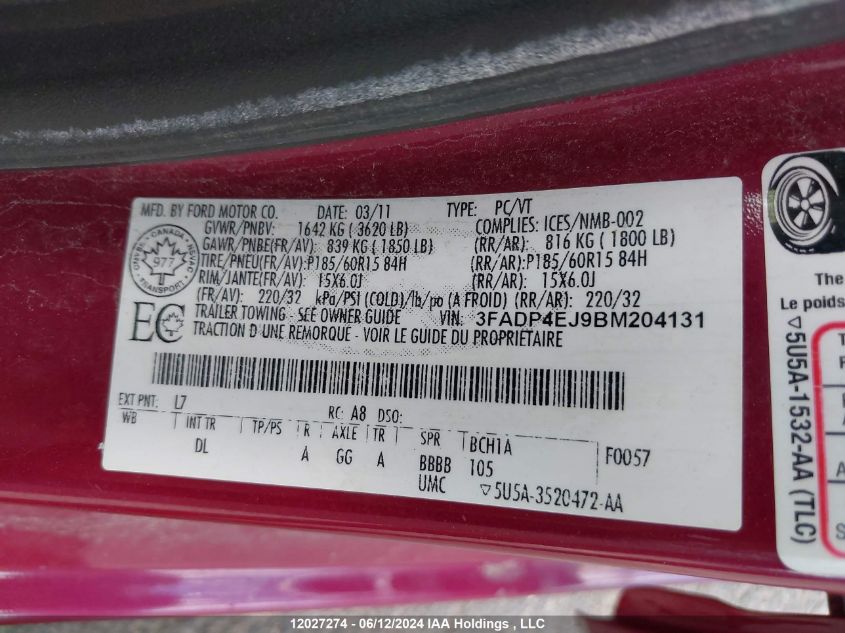 MFD. BY FORD MOTOR CO. DATE: 03/11 TYPE: PC/VT
GVWR/PNBV: 1642 KG ( 3620 LB) COMPLIES: ICES/NMB-002
GAWR/PNBE(FR/AV): 839 KG ( 1850 LB) (RR/AR): 816 KG ( 1800 LB)
TIRE/PNEU(FR/AV):P185/60R15 84H (RR/AR):P185/60R15 84H
RIM/JANTE(FR/AV): 15X6.0J (RR/AR): 15X6.0J
(FR/AV): 220/32 kPa/PSI (COLD)/lb/po (A FROID) (RR/AR): 220/32
TRAILER TOWING - SEE OWNER GUIDE VIN: 3FADP4EJ9BM204131
TRACTION D UNE REMORQUE - VOIR LE GUIDE DU PROPRIÉTAIRE
CANADA
977
TRANSPORT
EC
EXT PNT: L7 RC: A8 DSO:
WB INT TR TP/PS R AXLE TR SPR BCH1A F0057
DL A GG A BBBB 105
UMC ▽5U5A-3520472-AA
The
Le poids
▽5U5A-1532-AA (TLC)
12027274 - 06/12/2024 IAA Holdings , LLC